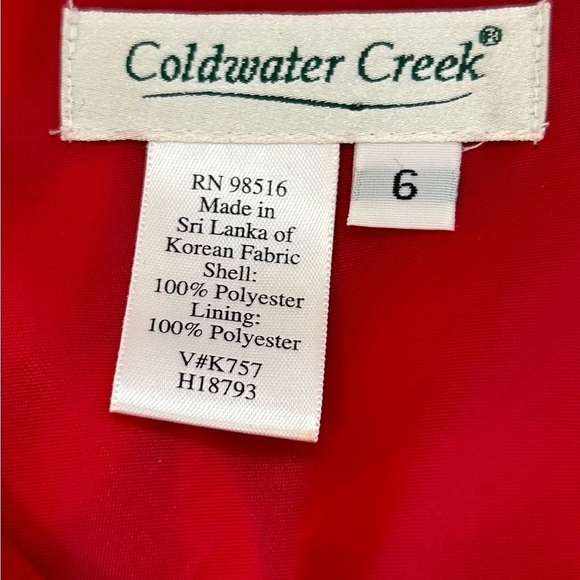 Coldwater Creek®
6
RN 98516
Made in
Sri Lanka of
Korean Fabric
Shell:
100% Polyester
Lining:
100% Polyester
V#K757
H18793